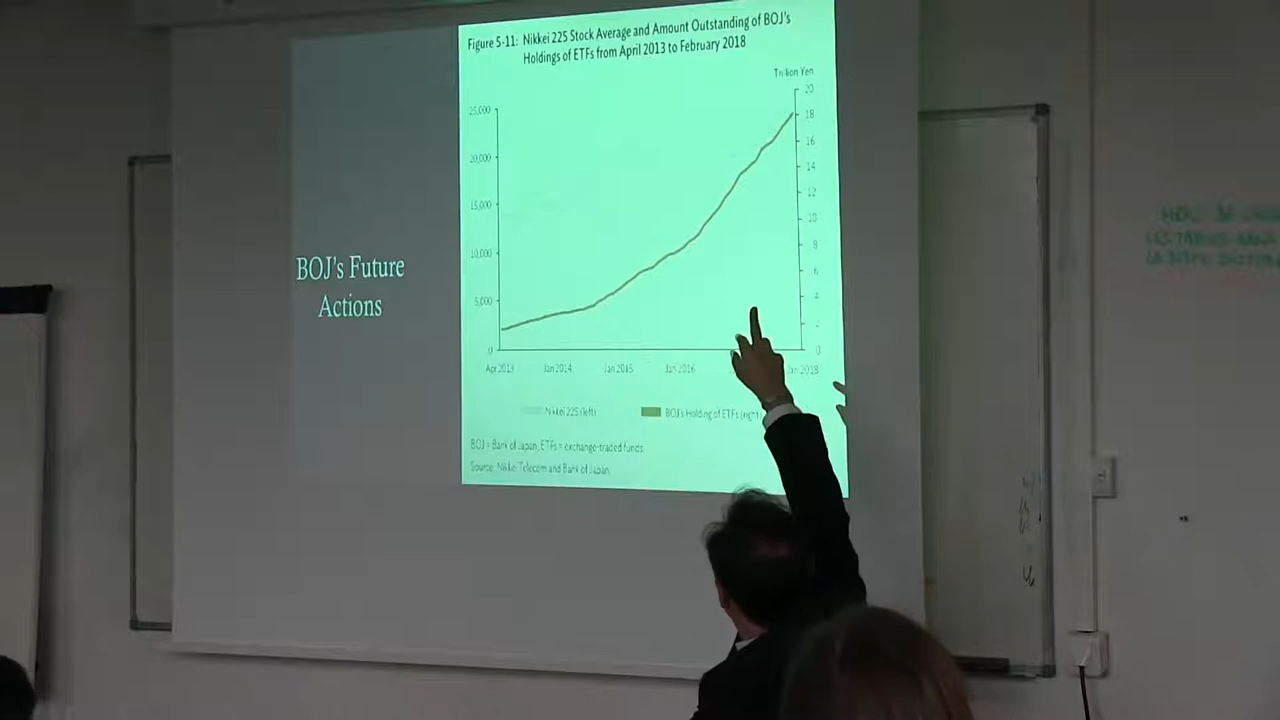 Figure 5-11: Nikkei 225 Stock Average and Amount Outstanding of BOJ's
Holdings of ETFs from April 2013 to February 2018
Trillion Yen
25,000
20,000
15,000
10,000
5,000
0
20
18
16
14
12
10
8
6
4
2
0
Apr 2013
Jan 2014
Jan 2015
Jan 2016
Jan 2018
Nikkei 225 (left)
BOJ's Holding of ETFs (right)
BOJ = Bank of Japan, ETFs = exchange-traded funds
Source: Nikkei Telecom and Bank of Japan
BOJ's Future
Actions